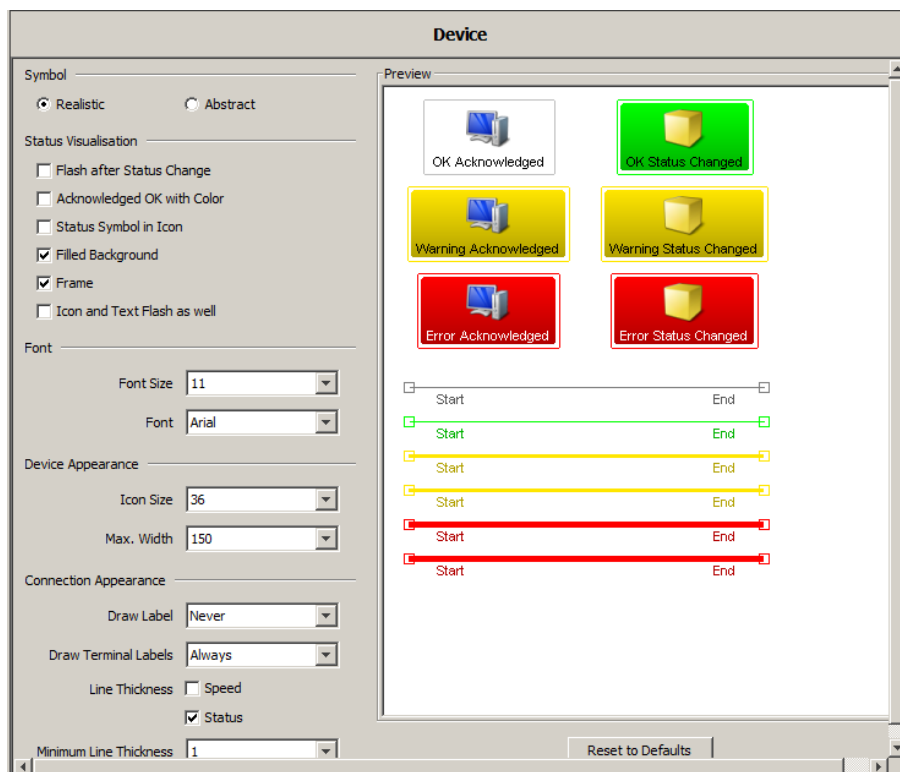 Device
Symbol
Realistic
Abstract
Status Visualisation
Flash after Status Change
Acknowledged OK with Color
Status Symbol in Icon
Filled Background
Frame
Icon and Text Flash as well
Font
Font Size 11
Font Arial
Device Appearance
Icon Size 36
Max. Width 150
Connection Appearance
Draw Label Never
Draw Terminal Labels Always
Line Thickness Speed
Status
Minimum Line Thickness 1
Preview
OK Acknowledged
OK Status Changed
Warning Acknowledged
Warning Status Changed
Error Acknowledged
Error Status Changed
Start End
Start End
Start End
Start End
Start End
Start End
Reset to Defaults